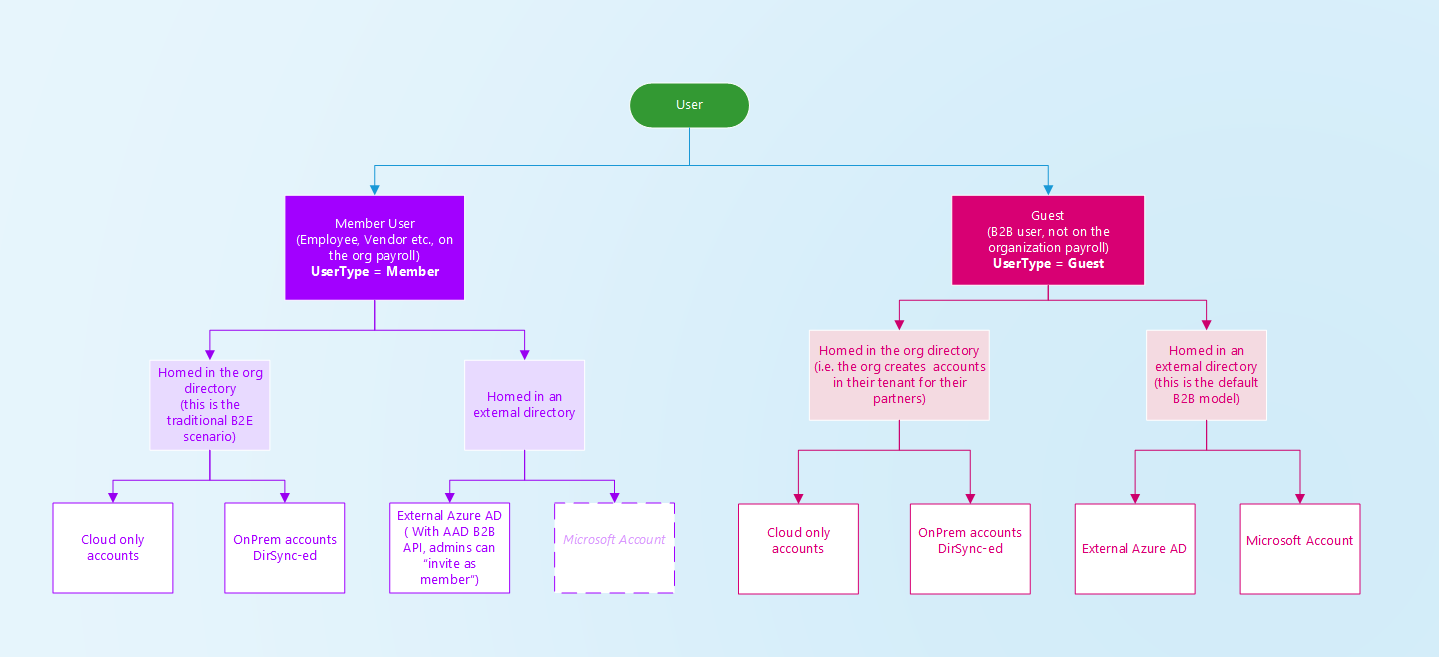 User
Member User
(Employee, Vendor etc., on
the org payroll)
UserType = Member
Guest
(B2B user, not on the
organization payroll)
UserType = Guest
Homed in the org
directory
(this is the
traditional B2E
scenario)
Homed in an
external directory
Homed in the org directory
(i.e. the org creates  accounts
in their tenant for their
partners)
Homed in an
external directory
(this is the default
B2B model)
Cloud only
accounts
OnPrem accounts
DirSync-ed
External Azure AD
( With AAD B2B
API, admins can
"invite as
member")
Microsoft Account
Cloud only
accounts
OnPrem accounts
DirSync-ed
External Azure AD
Microsoft Account